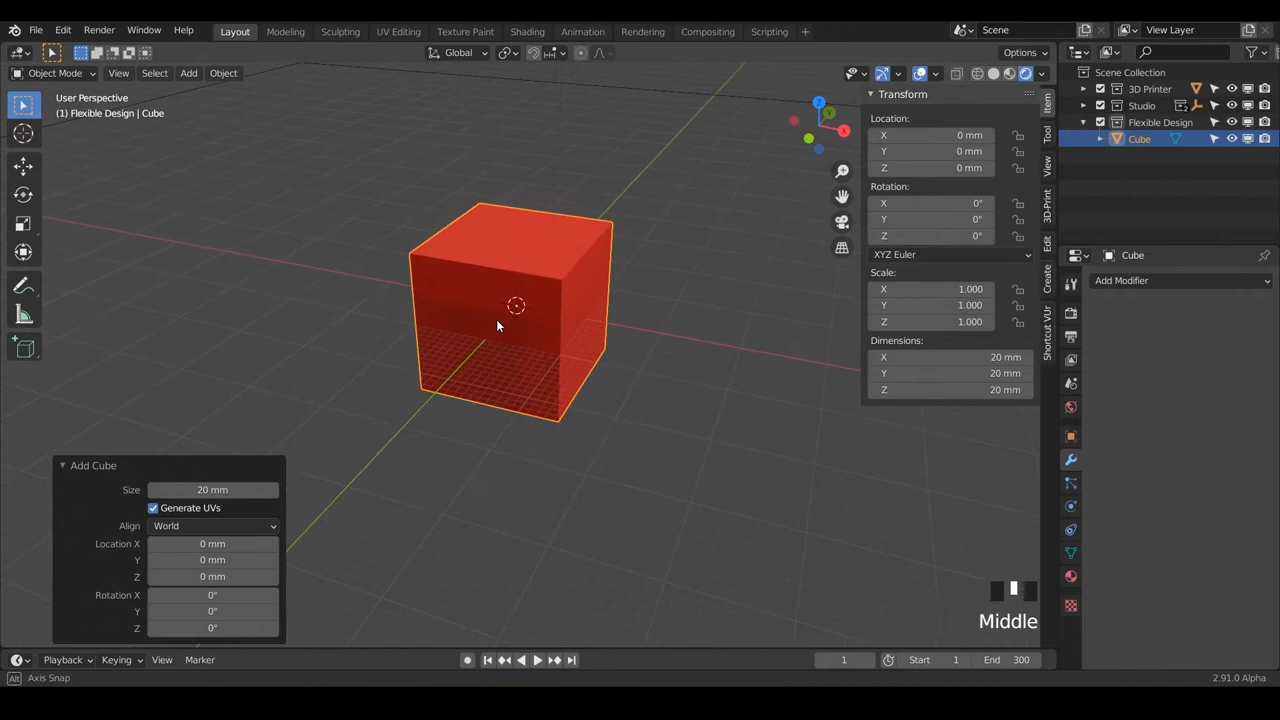 File Edit Render Window Help Layout Modeling Sculpting UV Editing Texture Paint Shading Animation Rendering Compositing Scripting + Scene View Layer
Global Options
Object Mode View Select Add Object
User Perspective
(1) Flexible Design | Cube
Z
Y
X
Transform
Location:
X 0 mm
Y 0 mm
Z 0 mm
Rotation:
X 0°
Y 0°
Z 0°
XYZ Euler
Scale:
X 1.000
Y 1.000
Z 1.000
Dimensions:
X 20 mm
Y 20 mm
Z 20 mm
Item
Tool
View
3D-Print
Edit
Create
Shortcut VUr
Scene Collection
3D Printer
Studio 2
Flexible Design
Cube
Cube
Add Modifier
Add Cube
Size 20 mm
Generate UVs
Align World
Location X 0 mm
Y 0 mm
Z 0 mm
Rotation X 0°
Y 0°
Z 0°
Middle
Playback Keying View Marker 1 Start 1 End 300
Alt Axis Snap 2.91.0 Alpha